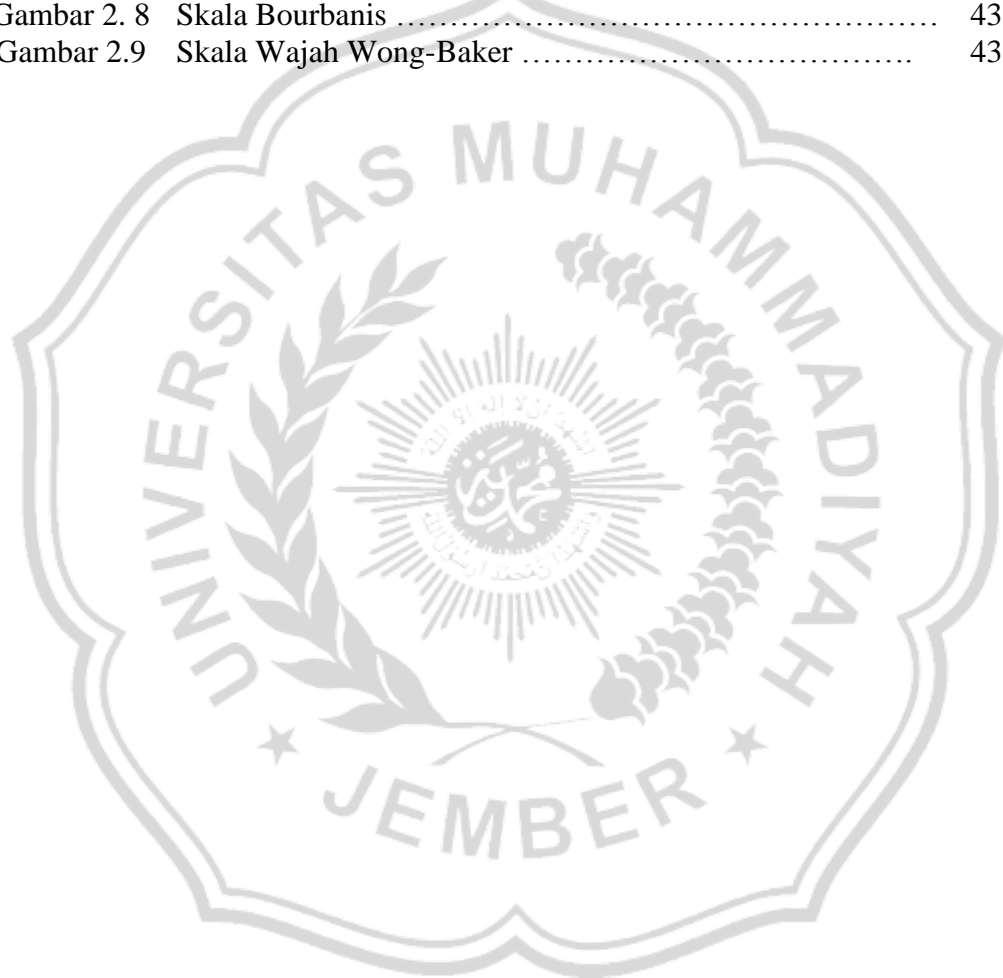 Gambar 2. 8 Skala Bourbanis ……………………………………………… 43
Gambar 2.9 Skala Wajah Wong-Baker ………………………………. 43
UNIVERSITAS MUHAMMADIYAH
JEMBER